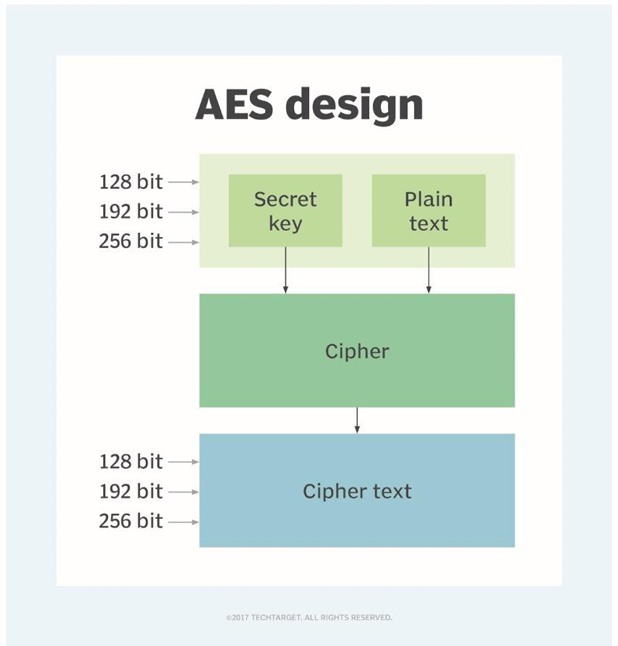 AES design
128 bit
192 bit
256 bit
Secret
key
Plain
text
Cipher
128 bit
192 bit
256 bit
Cipher text
©2017 TECHTARGET. ALL RIGHTS RESERVED.